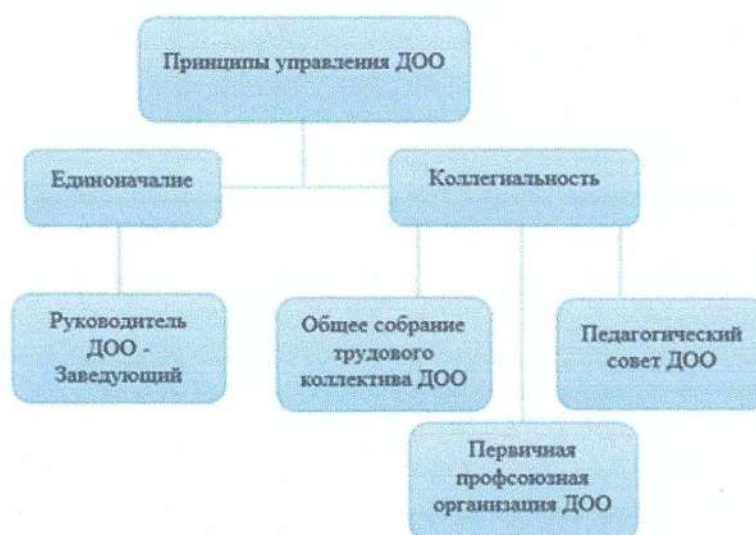 Принципы управления ДОО
Единоначалие
Коллегиальность
Руководитель
ДОО -
Заведующий
Общее собрание
трудового
коллектива ДОО
Педагогический
совет ДОО
Первичная
профсоюзная
организация ДОО